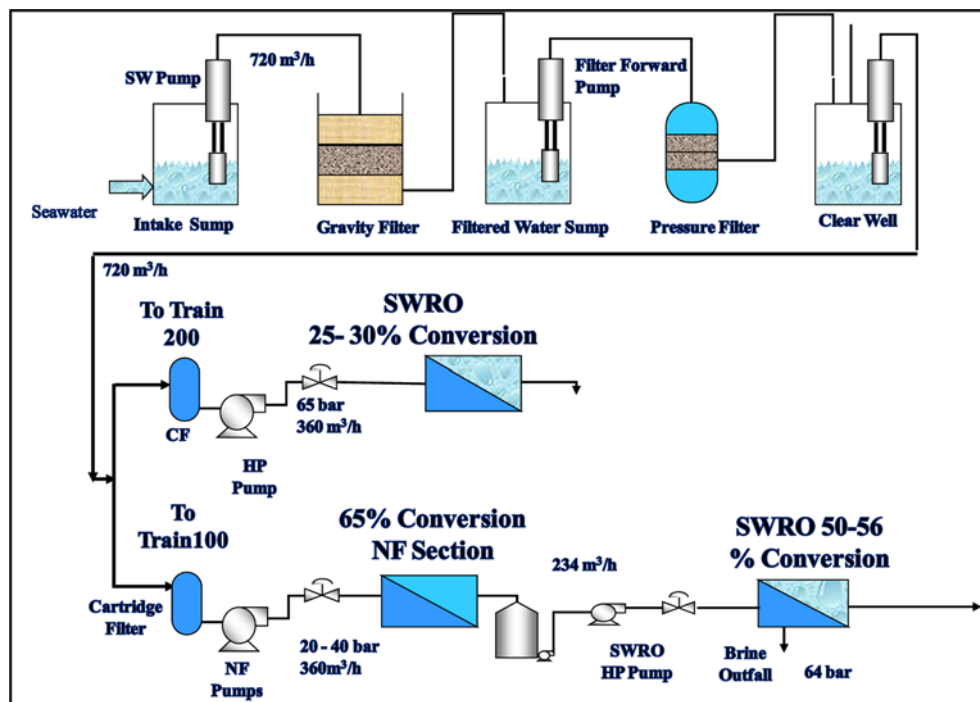 SW Pump
720 m³/h
Filter Forward
Pump
Seawater
Intake Sump
Gravity Filter
Filtered Water Sump
Pressure Filter
Clear Well
720 m³/h
To Train
200
SWRO
25- 30% Conversion
CF
65 bar
360 m³/h
HP
Pump
To
Train100
65% Conversion
NF Section
SWRO 50-56
% Conversion
234 m³/h
Cartridge
Filter
20 - 40 bar
360m³/h
NF
Pumps
SWRO
HP Pump
Brine
Outfall
64 bar